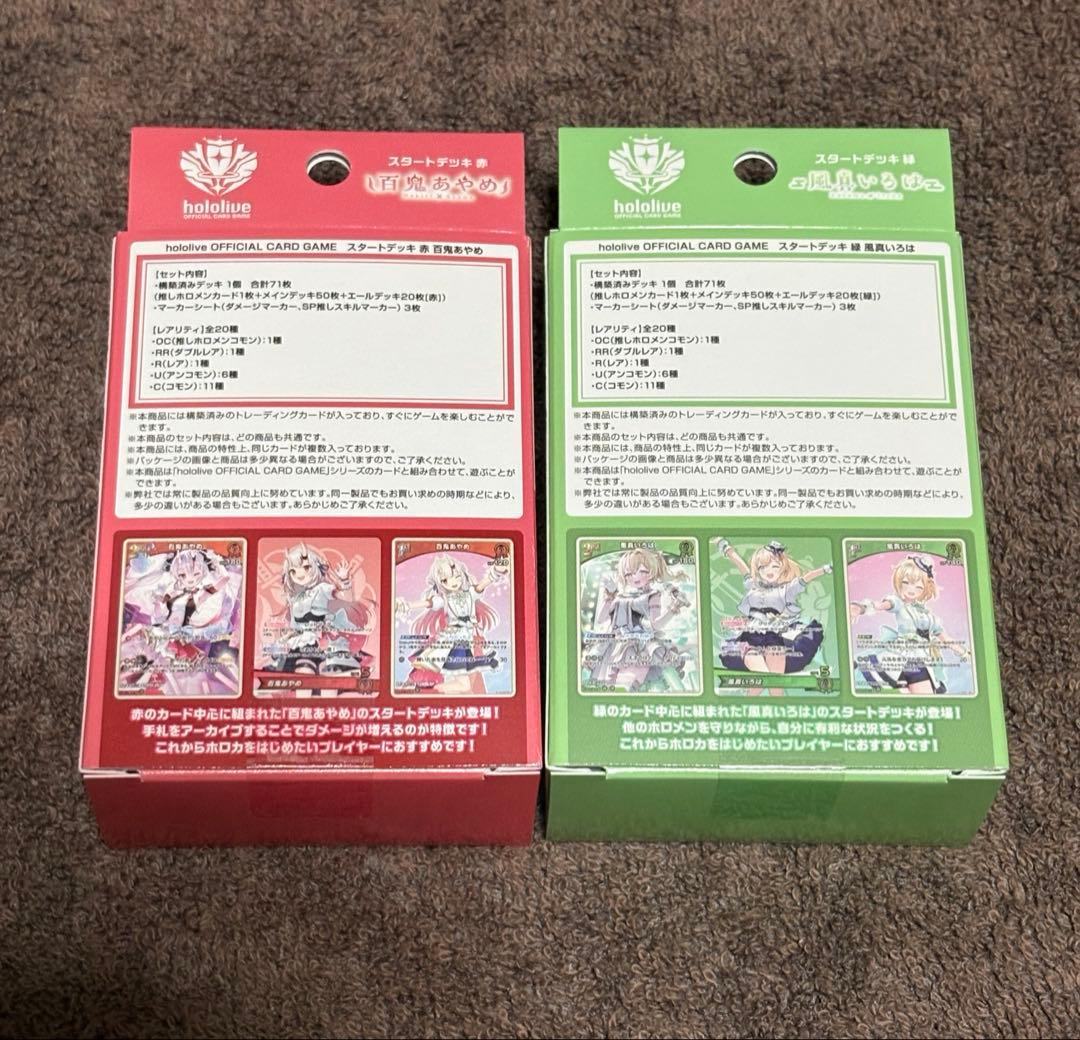 hololive
OFFICIAL CARD GAME
スタートデッキ 赤
百鬼あやめ
hololive OFFICIAL CARD GAME スタートデッキ 赤 百鬼あやめ
【セット内容】
・構築済みデッキ 1個 合計71枚
(推しホロメンカード1枚+メインデッキ50枚+エールデッキ20枚[赤])
・マーカーシート(ダメージマーカー、SP推しスキルマーカー) 3枚
【レアリティ】全20種
・OC(推しホロメンコモン):1種
・RR(ダブルレア):1種
・R(レア):1種
・U(アンコモン):6種
・C(コモン):11種
※本商品には構築済みのトレーディングカードが入っており、すぐにゲームを楽しむことがで
きます。
※本商品のセット内容は、どの商品も共通です。
※本商品には、商品の特性上、同じカードが複数入っております。
※パッケージの画像と商品は多少異なる場合がございますので、ご了承ください。
※本商品は「hololive OFFICIAL CARD GAME」シリーズのカードと組み合わせて、遊ぶことが
できます。
※弊社では常に製品の品質向上に努めています。同一製品でもお買い求めの時期などにより、
多少の違いがある場合もございます。あらかじめご了承ください。
百鬼あやめ
百鬼あやめ
百鬼あやめ
赤のカード中心に組まれた「百鬼あやめ」のスタートデッキが登場!
手札をアーカイブすることでダメージが増えるのが特徴です!
これからホロカをはじめたいプレイヤーにおすすめです!
hololive
OFFICIAL CARD GAME
スタートデッキ 緑
風真いろは
hololive OFFICIAL CARD GAME スタートデッキ 緑 風真いろは
【セット内容】
・構築済みデッキ 1個 合計71枚
(推しホロメンカード1枚+メインデッキ50枚+エールデッキ20枚[緑])
・マーカーシート(ダメージマーカー、SP推しスキルマーカー) 3枚
【レアリティ】全20種
・OC(推しホロメンコモン):1種
・RR(ダブルレア):1種
・R(レア):1種
・U(アンコモン):6種
・C(コモン):11種
※本商品には構築済みのトレーディングカードが入っており、すぐにゲームを楽しむことがで
きます。
※本商品のセット内容は、どの商品も共通です。
※本商品には、商品の特性上、同じカードが複数入っております。
※パッケージの画像と商品は多少異なる場合がございますので、ご了承ください。
※本商品は「hololive OFFICIAL CARD GAME」シリーズのカードと組み合わせて、遊ぶことが
できます。
※弊社では常に製品の品質向上に努めています。同一製品でもお買い求めの時期などにより、
多少の違いがある場合もございます。あらかじめご了承ください。
風真いろは
風真いろは
風真いろは
緑のカード中心に組まれた「風真いろは」のスタートデッキが登場!
他のホロメンを守りながら、自分に有利な状況をつくる!
これからホロカをはじめたいプレイヤーにおすすめです!